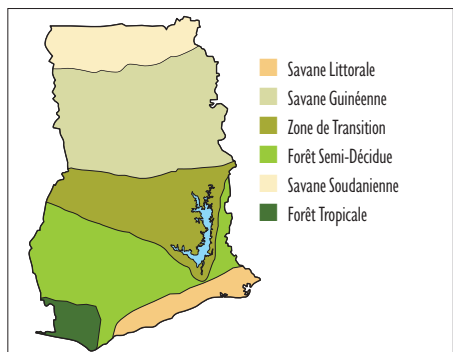 Savane Littorale
Savane Guinéenne
Zone de Transition
Forêt Semi-Décidue
Savane Soudanienne
Forêt Tropicale